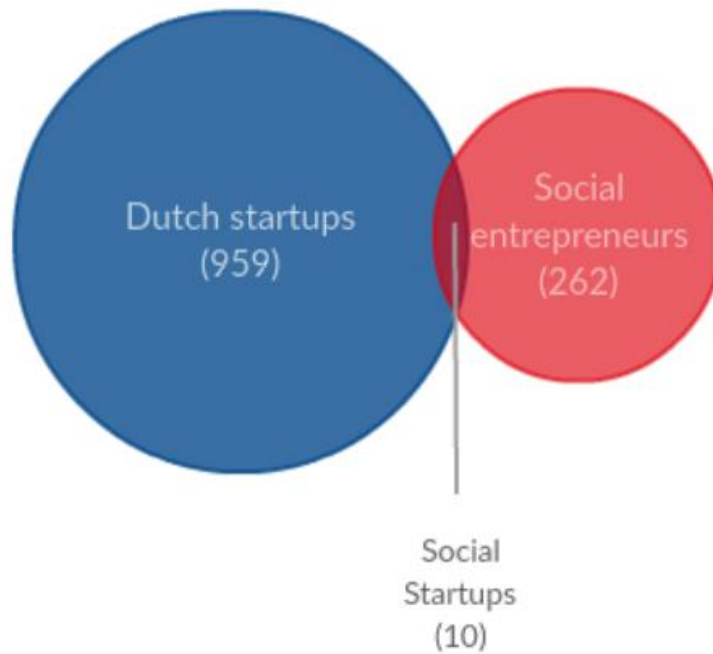 Dutch startups
(959)
Social
entrepreneurs
(262)
Social
Startups
(10)